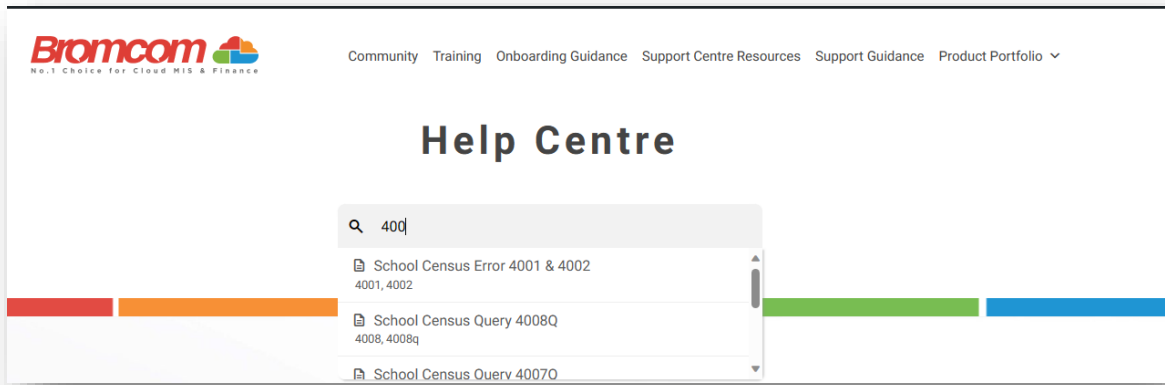 Bromcom
No.1 Choice for Cloud MIS & Finance
Community Training Onboarding Guidance Support Centre Resources Support Guidance Product Portfolio
Help Centre
400
School Census Error 4001 & 4002
4001, 4002
School Census Query 4008Q
4008, 4008q
School Census Query 4007Q